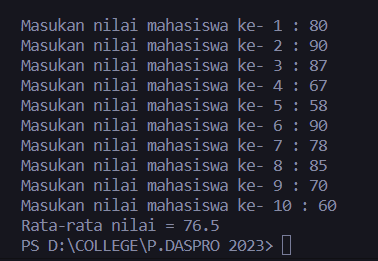 Masukan nilai mahasiswa ke- 1 : 80
Masukan nilai mahasiswa ke- 2 : 90
Masukan nilai mahasiswa ke- 3 : 87
Masukan nilai mahasiswa ke- 4 : 67
Masukan nilai mahasiswa ke- 5 : 58
Masukan nilai mahasiswa ke- 6 : 90
Masukan nilai mahasiswa ke- 7 : 78
Masukan nilai mahasiswa ke- 8 : 85
Masukan nilai mahasiswa ke- 9 : 70
Masukan nilai mahasiswa ke- 10 : 60
Rata-rata nilai = 76.5
PS D:\COLLEGE\P.DASPRO 2023>